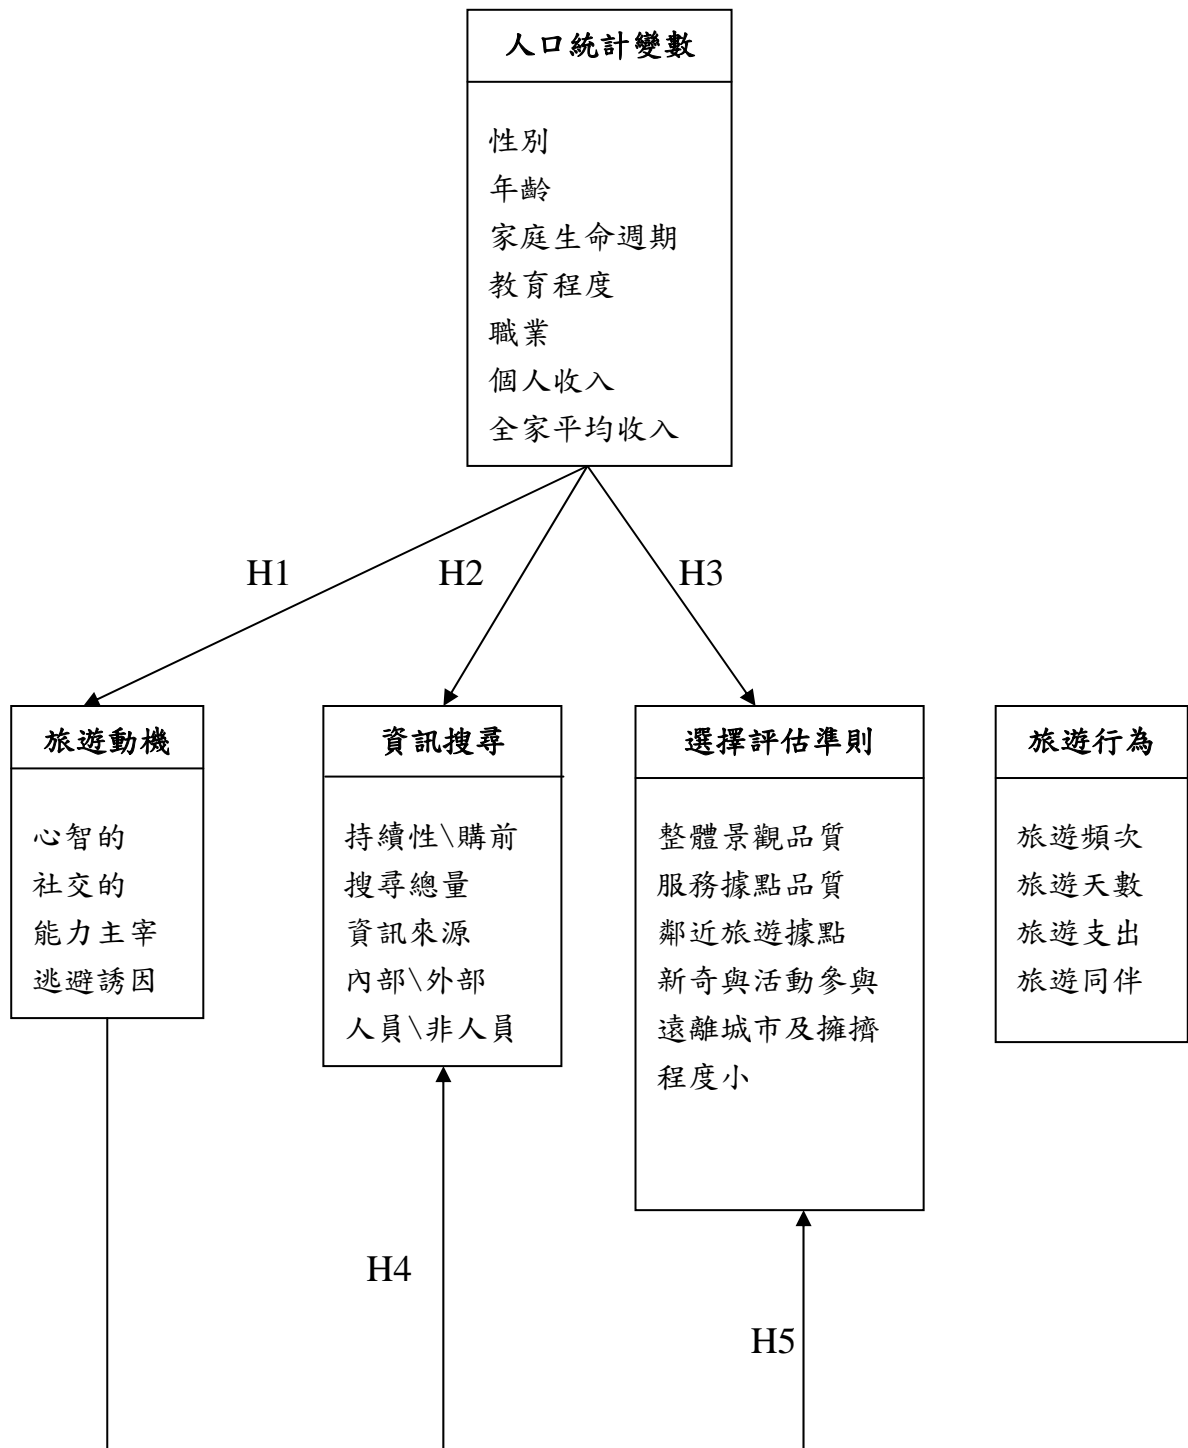 人口統計變數
性別
年齡
家庭生命週期
教育程度
職業
個人收入
全家平均收入
H1
H2
H3
旅遊動機
心智的
社交的
能力主宰
逃避誘因
資訊搜尋
持續性\購前
搜尋總量
資訊來源
內部\外部
人員\非人員
選擇評估準則
整體景觀品質
服務據點品質
鄰近旅遊據點
新奇與活動參與
遠離城市及擁擠
程度小
旅遊行為
旅遊頻次
旅遊天數
旅遊支出
旅遊同伴
H4
H5